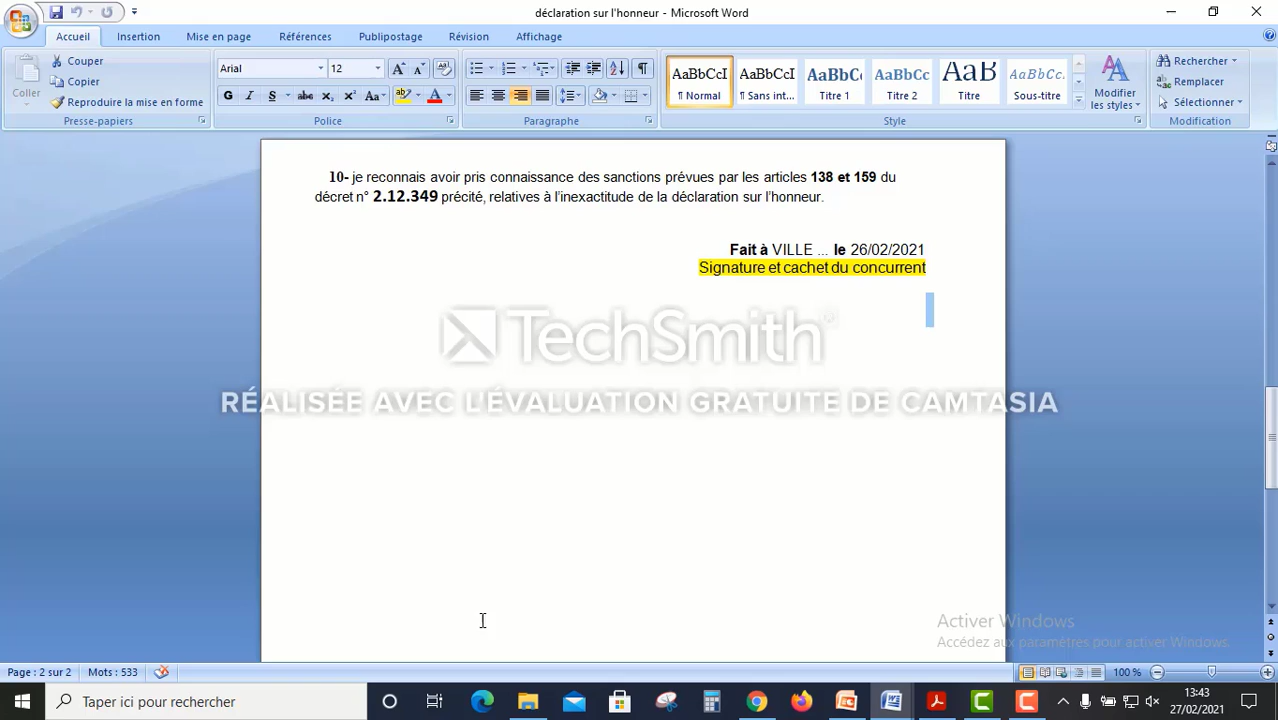 déclaration sur l'honneur - Microsoft Word
Accueil Insertion Mise en page Références Publipostage Révision Affichage
Coller
Couper
Copier
Reproduire la mise en forme
Presse-papiers
Arial 12
G I S abc X₂ X² Aa
Police
Paragraphe
AaBbCcI AaBbCcI AaBbC AaBbCc AaB AaBbCc.
¶ Normal ¶ Sans int... Titre 1 Titre 2 Titre Sous-titre
Modifier les styles
Style
Rechercher
Remplacer
Sélectionner
Modification
10- je reconnais avoir pris connaissance des sanctions prévues par les articles 138 et 159 du
décret n° 2.12.349 précité, relatives à l’inexactitude de la déclaration sur l’honneur.
Fait à VILLE ... le 26/02/2021
Signature et cachet du concurrent
TechSmith
RÉALISÉE AVEC L'ÉVALUATION GRATUITE DE CAMTASIA
Activer Windows
Accédez aux paramètres pour activer Windows.
Page : 2 sur 2 Mots : 533 100 %
Taper ici pour rechercher
13:43
27/02/2021